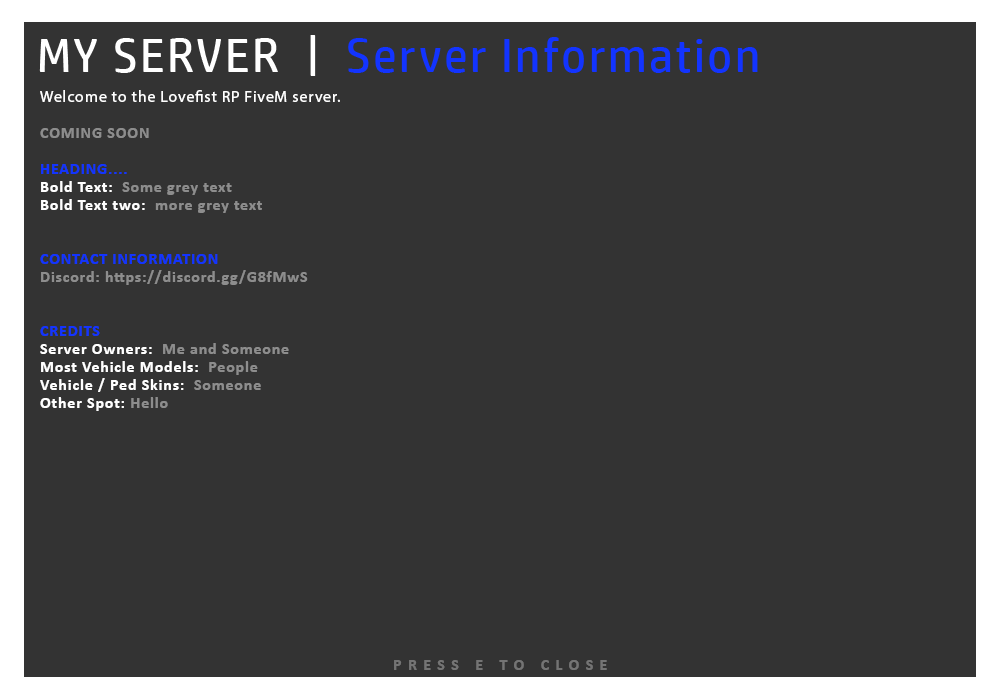 MY SERVER | Server Information
Welcome to the Lovefist RP FiveM server.
COMING SOON
HEADING....
Bold Text: Some grey text
Bold Text two: more grey text
CONTACT INFORMATION
Discord: https://discord.gg/G8fMwS
CREDITS
Server Owners: Me and Someone
Most Vehicle Models: People
Vehicle / Ped Skins: Someone
Other Spot: Hello
PRESS E TO CLOSE